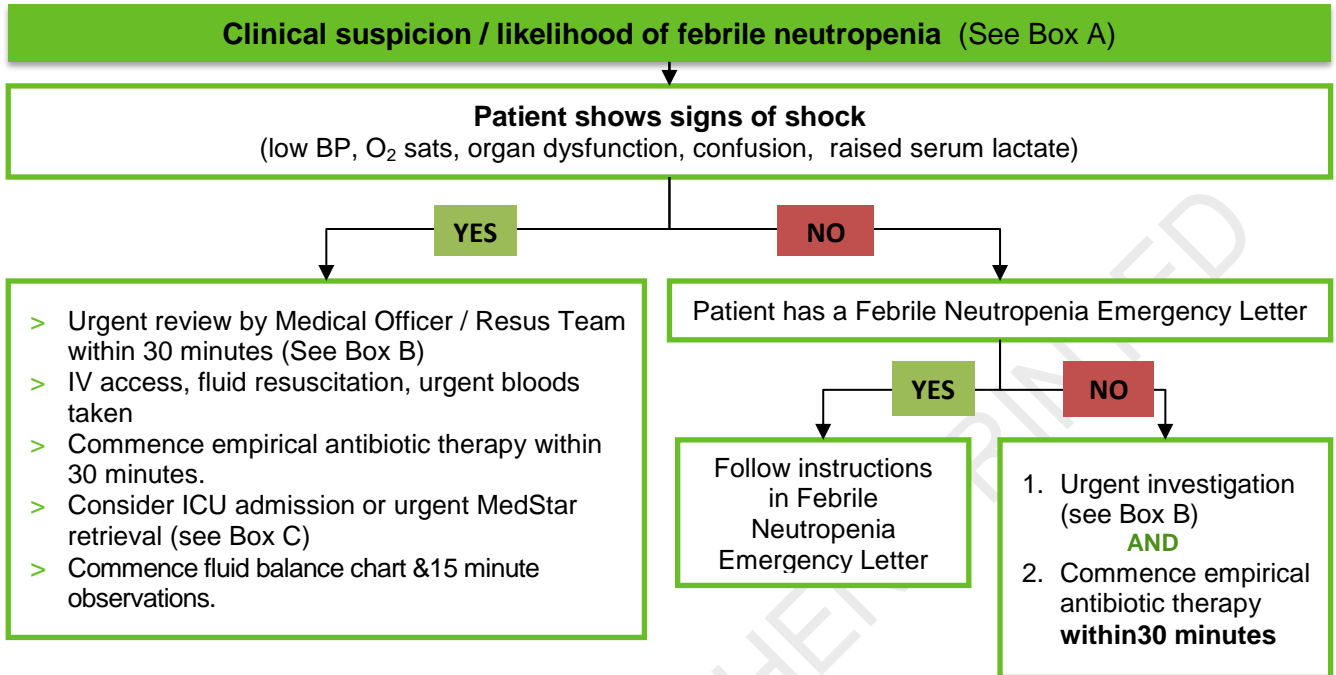 Clinical suspicion / likelihood of febrile neutropenia (See Box A)
Patient shows signs of shock
(low BP, O₂ sats, organ dysfunction, confusion, raised serum lactate)
YES
NO
> Urgent review by Medical Officer / Resus Team
within 30 minutes (See Box B)
> IV access, fluid resuscitation, urgent bloods
taken
> Commence empirical antibiotic therapy within
30 minutes.
> Consider ICU admission or urgent MedStar
retrieval (see Box C)
> Commence fluid balance chart &15 minute
observations.
Patient has a Febrile Neutropenia Emergency Letter
YES
NO
Follow instructions
in Febrile
Neutropenia
Emergency Letter
1. Urgent investigation
(see Box B)
AND
2. Commence empirical
antibiotic therapy
within30 minutes